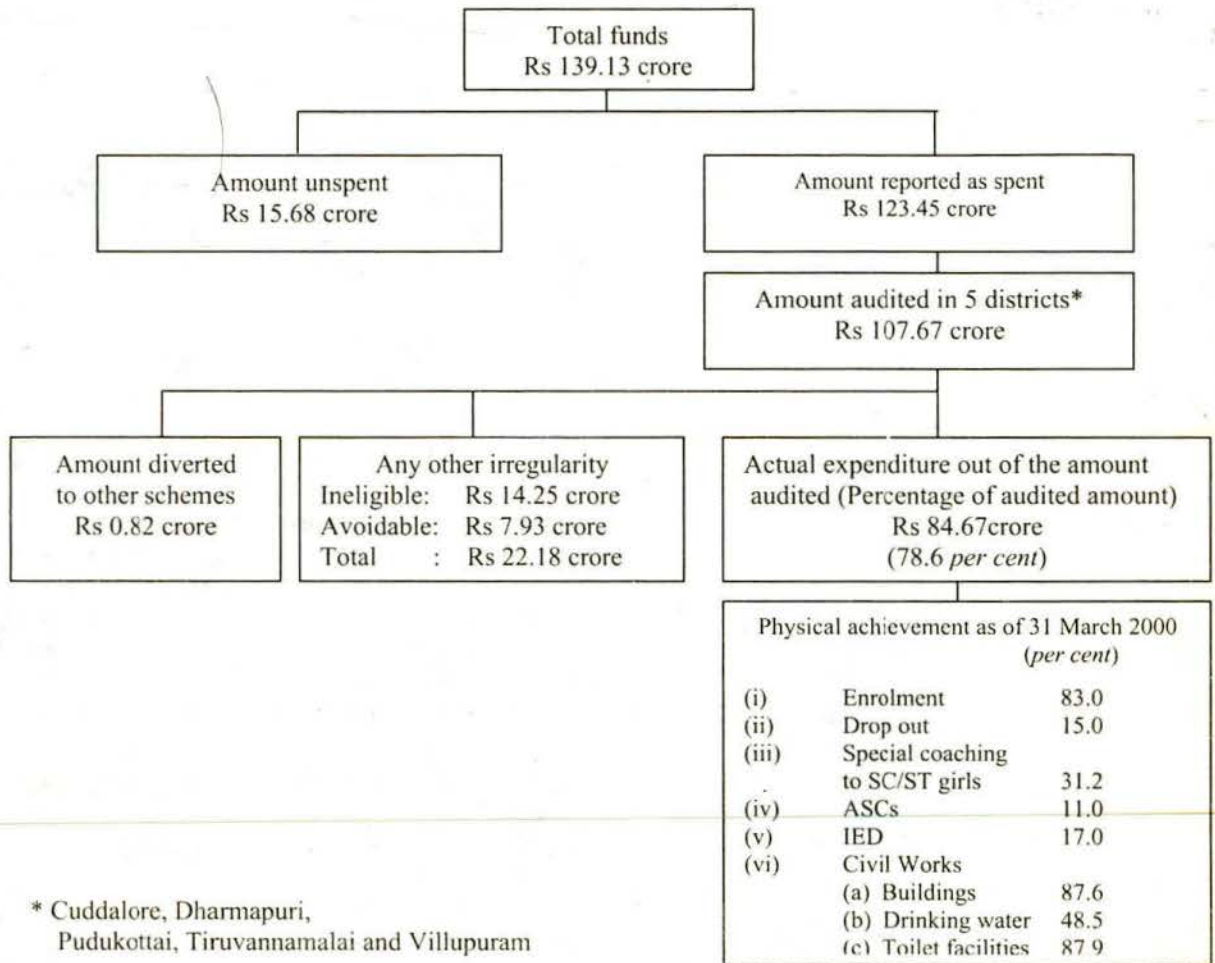 Total funds
Rs 139.13 crore
Amount unspent
Rs 15.68 crore
Amount reported as spent
Rs 123.45 crore
Amount audited in 5 districts*
Rs 107.67 crore
Amount diverted
to other schemes
Rs 0.82 crore
Any other irregularity
Ineligible: Rs 14.25 crore
Avoidable: Rs 7.93 crore
Total : Rs 22.18 crore
Actual expenditure out of the amount
audited (Percentage of audited amount)
Rs 84.67crore
(78.6 per cent)
Physical achievement as of 31 March 2000
(per cent)
(i) Enrolment 83.0
(ii) Drop out 15.0
(iii) Special coaching
to SC/ST girls 31.2
(iv) ASCs 11.0
(v) IED 17.0
(vi) Civil Works
(a) Buildings 87.6
(b) Drinking water 48.5
(c) Toilet facilities 87.9
* Cuddalore, Dharmapuri,
Pudukottai, Tiruvannamalai and Villupuram